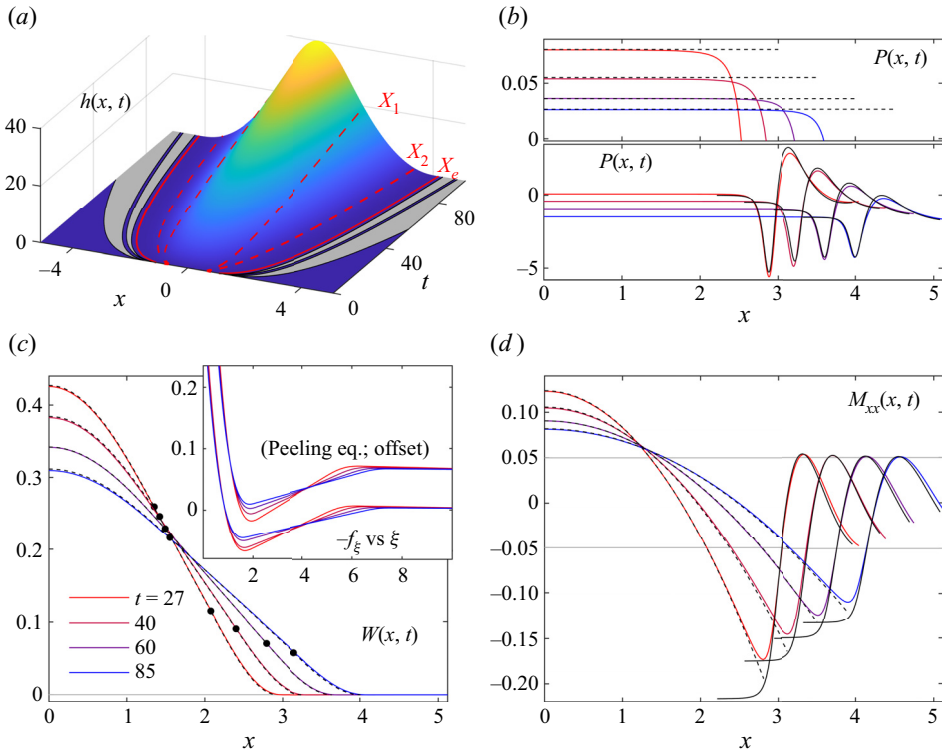 (a)
h(x, t)
40
20
0
–4
0
4
x
0
40
80
t
X1
X2
Xe
(b)
P(x, t)
0.05
0
P(x, t)
0
–5
0 1 2 3 4 5
x
(c)
0.4
0.3
0.2
0.1
0
t = 27
40
60
85
W(x, t)
0 1 2 3 4 5
x
0.2
0.1
0
(Peeling eq.; offset)
–fξ vs ξ
2 4 6 8
(d)
Mxx(x, t)
0.10
0.05
0
–0.05
–0.10
–0.15
–0.20
0 1 2 3 4 5
x